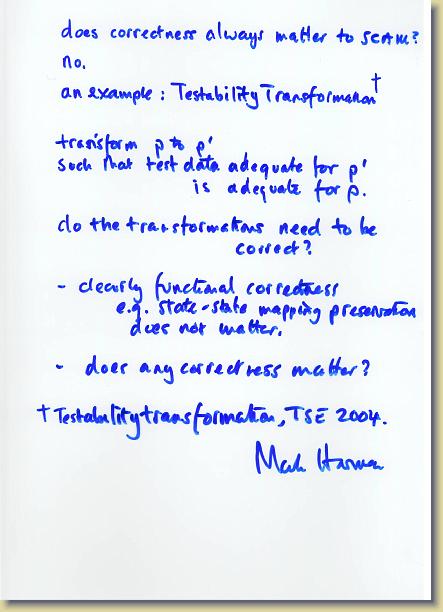 does correctness always matter to SCAM?
no.
an example: Testability Transformation†
transform p to p'
such that test data adequate for p'
is adequate for p.
do the transformations need to be
correct?
- clearly functional correctness
e.g. state-state mapping preservation
does not matter.
- does any correctness matter?
† Testability transformation, TSE 2004.
Mark Harman